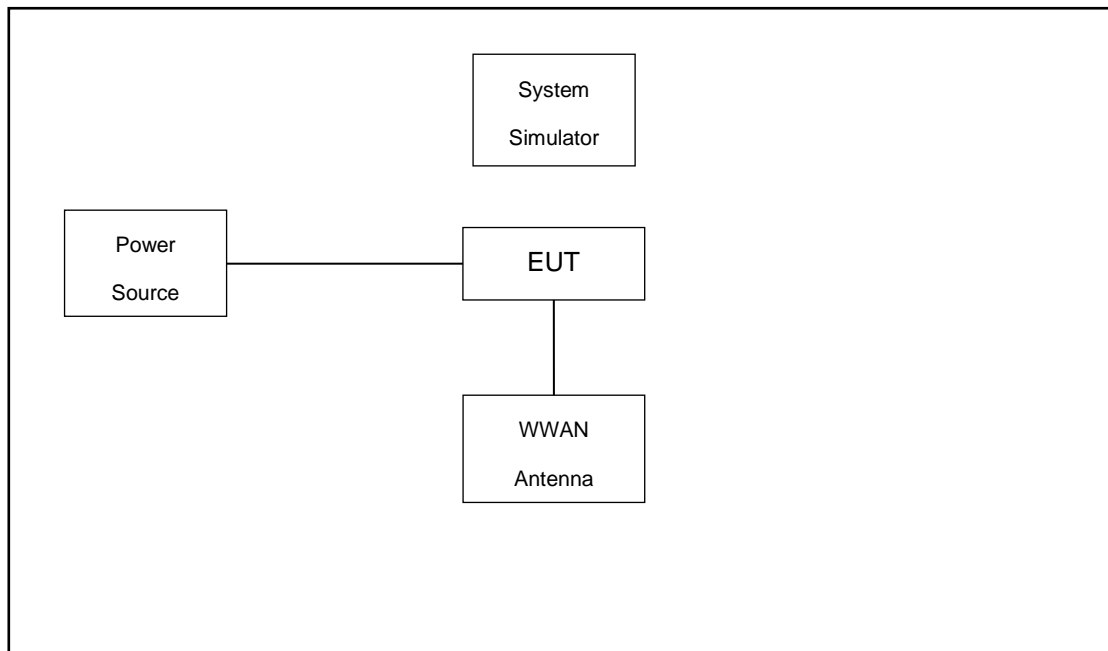 System
Simulator
Power
Source
EUT
WWAN
Antenna